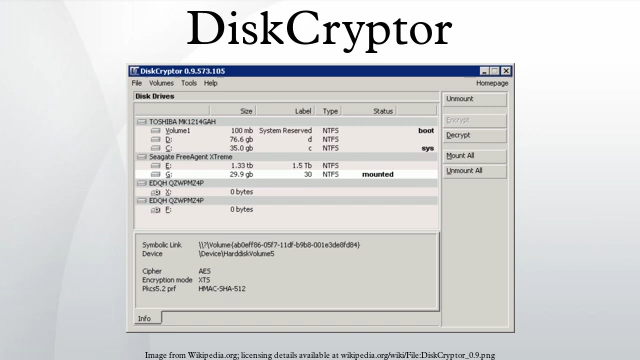 DiskCryptor
DiskCryptor 0.9.573.105
File Volumes Tools Help Homepage
Disk Drives
Size Label Type Status
TOSHIBA MK1214GAH
Volume1 100 mb System Reserved NTFS boot
D: 76.6 gb d NTFS
C: 35.0 gb c NTFS sys
Seagate FreeAgent XTreme
E: 1.33 tb 1.5 Tb NTFS
G: 29.9 gb 30 NTFS mounted
EDQH QZWPMZ4P
X: 0 bytes
EDQH QZWPMZ4P
F: 0 bytes
Unmount
Encrypt
Decrypt
Mount All
Unmount All
Symbolic Link \\?\Volume{ab0eff86-05f7-11df-b9b8-001e3de8fd84}
Device \Device\HarddiskVolume5
Cipher AES
Encryption mode XTS
Pkcs5.2 prf HMAC-SHA-512
Info
Image from Wikipedia.org; licensing details available at wikipedia.org/wiki/File:DiskCryptor_0.9.png